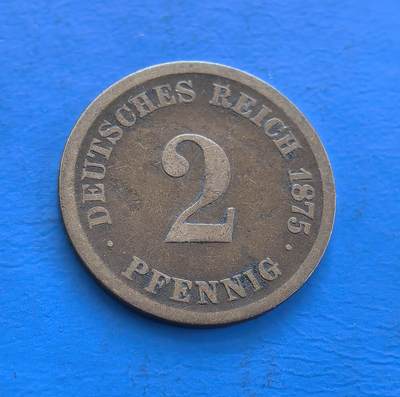 DEUTSCHES REICH 1875
2
PFENNIG